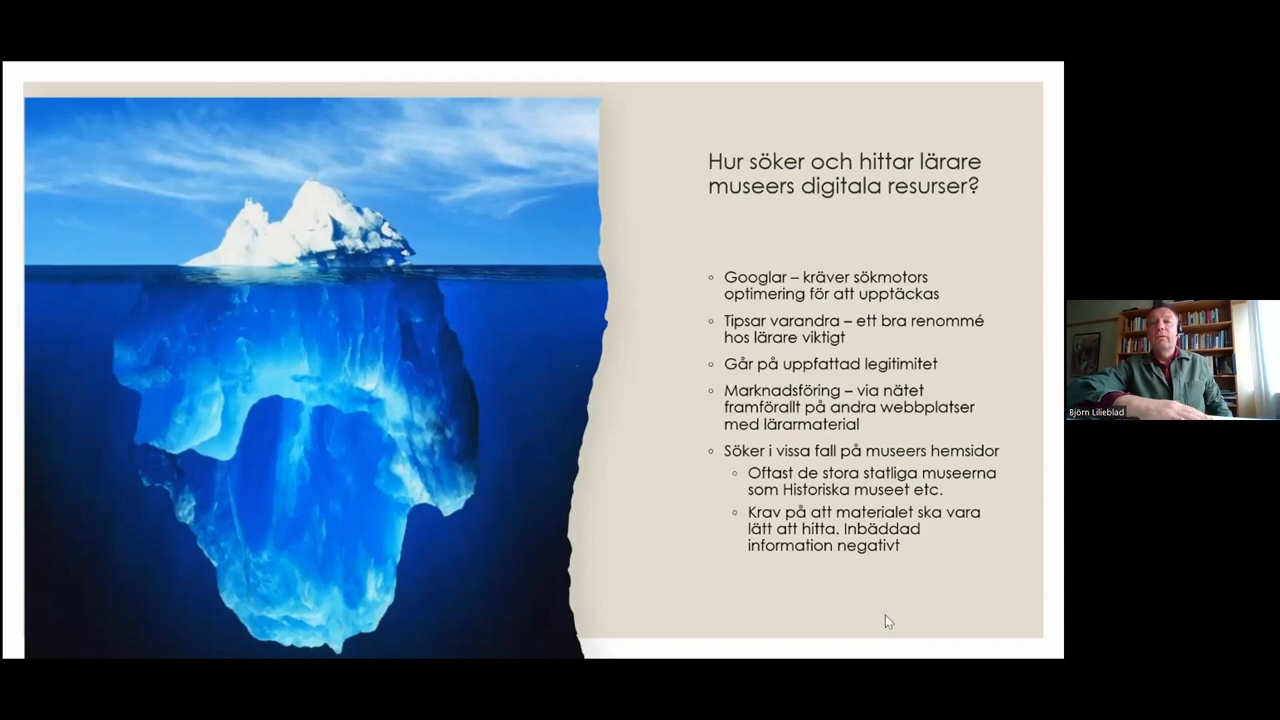 Hur söker och hittar lärare
museers digitala resurser?
◦ Googlar – kräver sökmotors
optimering för att upptäckas
◦ Tipsar varandra – ett bra renommé
hos lärare viktigt
◦ Går på uppfattad legitimitet
◦ Marknadsföring – via nätet
framförallt på andra webbplatser
med lärarmaterial
◦ Söker i vissa fall på museers hemsidor
◦ Oftast de stora statliga museerna
som Historiska museet etc.
◦ Krav på att materialet ska vara
lätt att hitta. Inbäddad
information negativt
Björn Lilieblad